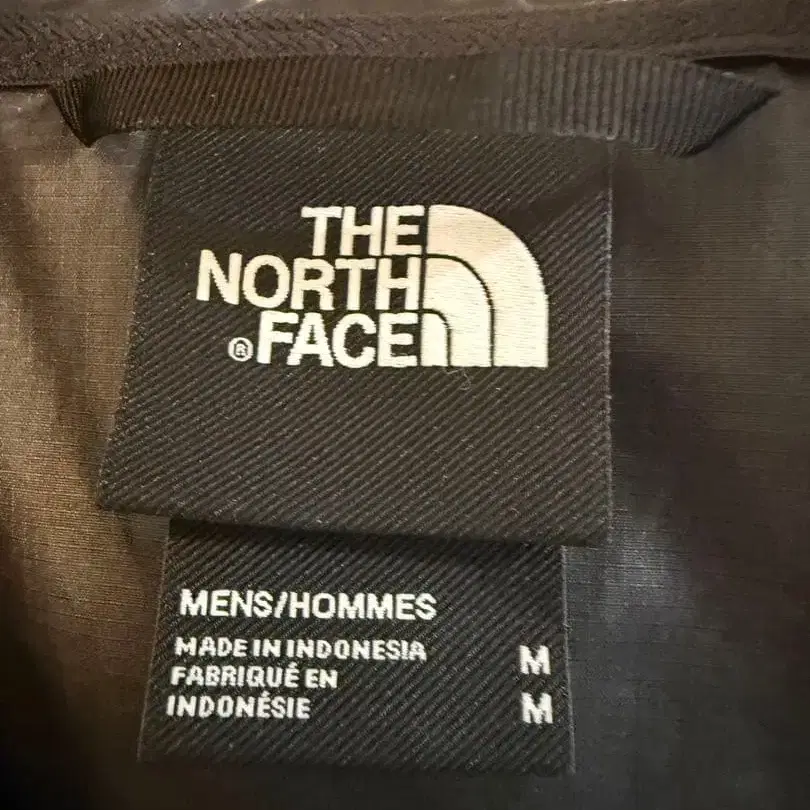 THE
NORTH
® FACE
MENS/HOMMES
MADE IN INDONESIA M
FABRIQUÉ EN
INDONÉSIE M